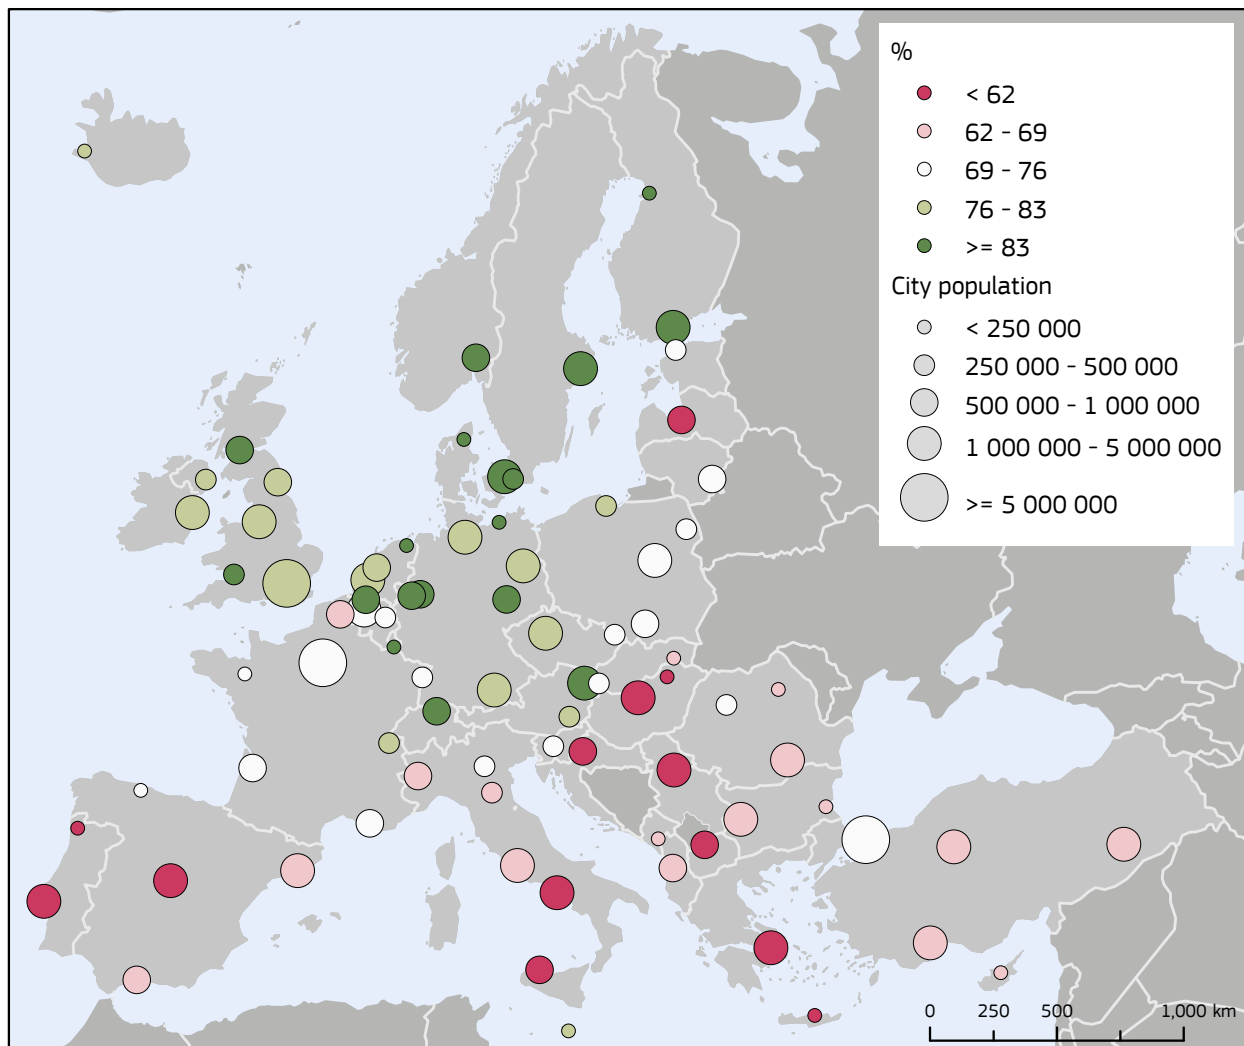 %
< 62
62 - 69
69 - 76
76 - 83
>= 83
City population
< 250 000
250 000 - 500 000
500 000 - 1 000 000
1 000 000 - 5 000 000
>= 5 000 000
0 250 500 1,000 km